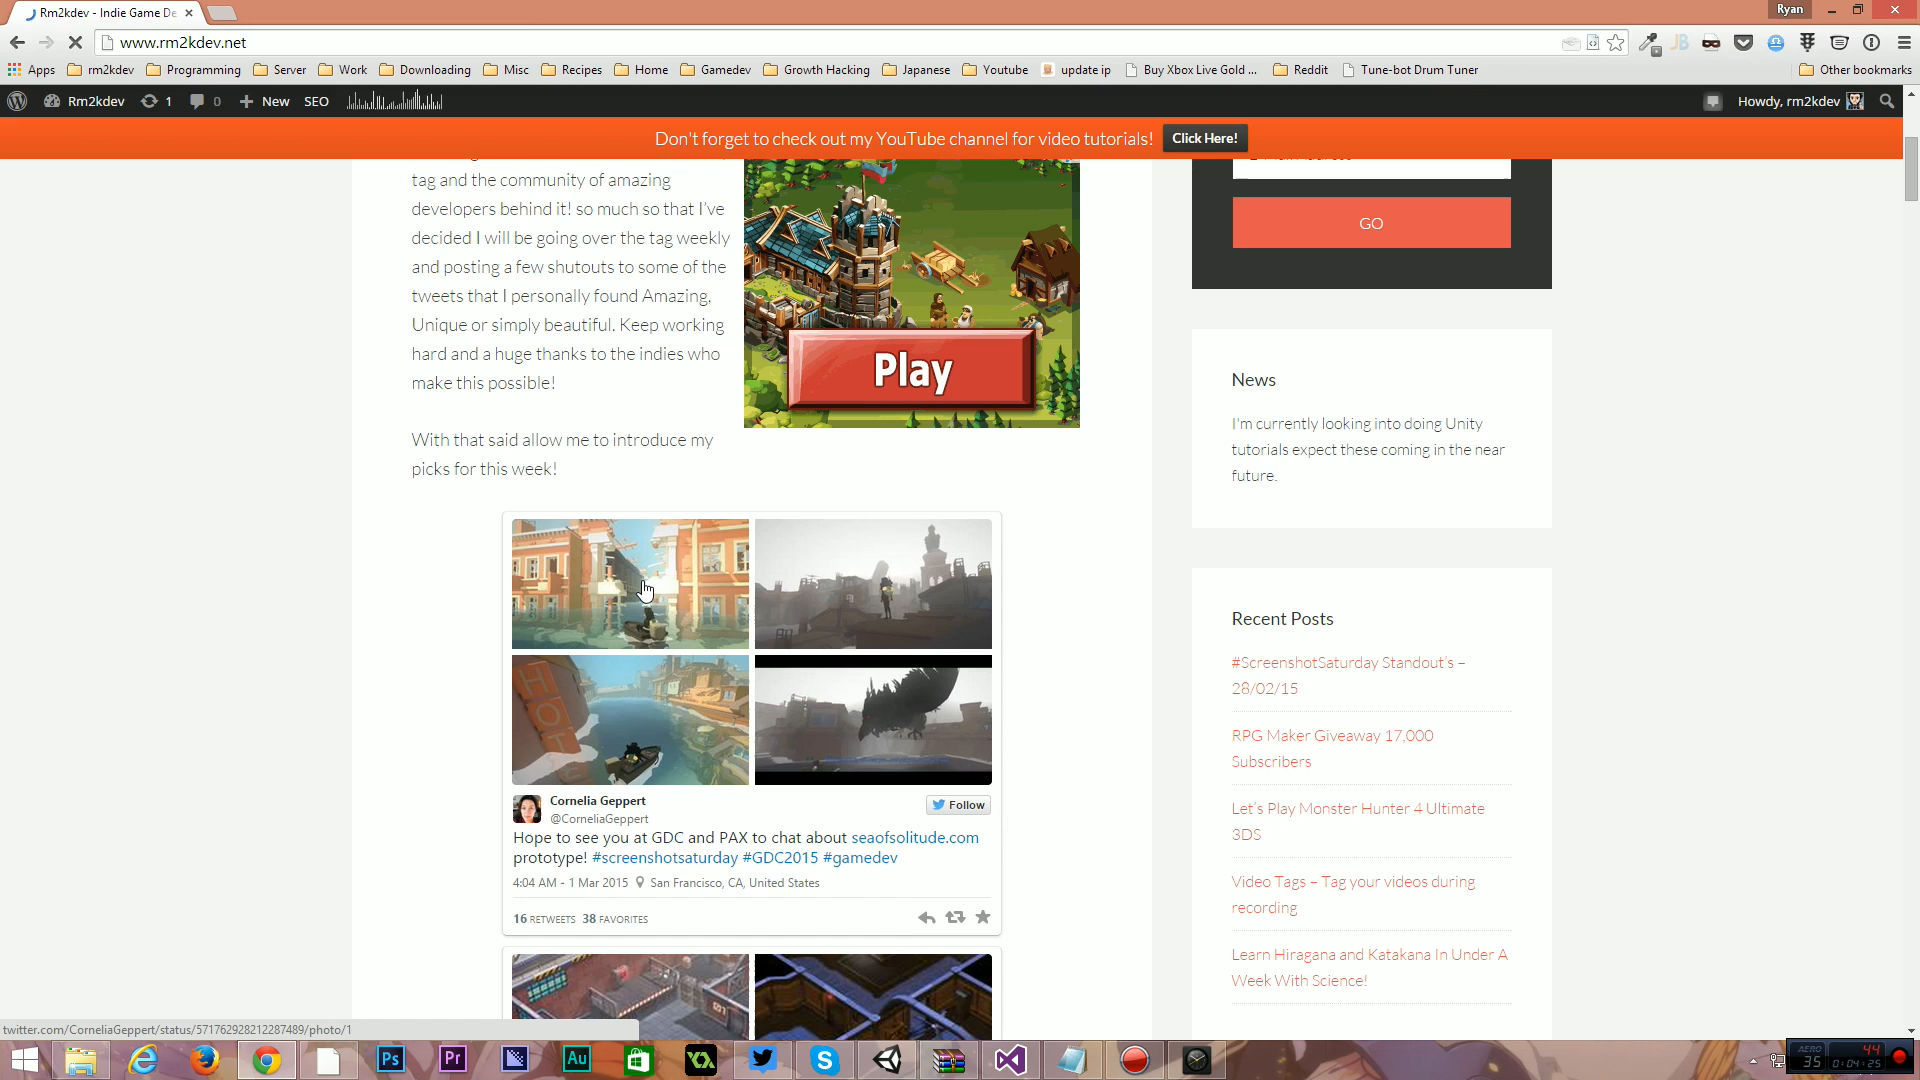 Rm2kdev - Indie Game De
Ryan
www.rm2kdev.net
Apps rm2kdev Programming Server Work Downloading Misc Recipes Home Gamedev Growth Hacking Japanese Youtube update ip Buy Xbox Live Gold ... Reddit Tune-bot Drum Tuner Other bookmarks
Rm2kdev 1 0 New SEO Howdy, rm2kdev
Don't forget to check out my YouTube channel for video tutorials! Click Here!
tag and the community of amazing
developers behind it! so much so that I've
decided I will be going over the tag weekly
and posting a few shutouts to some of the
tweets that I personally found Amazing,
Unique or simply beautiful. Keep working
hard and a huge thanks to the indies who
make this possible!
With that said allow me to introduce my
picks for this week!
Play
GO
News
I'm currently looking into doing Unity
tutorials expect these coming in the near
future.
HOT
Cornelia Geppert
@CorneliaGeppert
Follow
Hope to see you at GDC and PAX to chat about seaofsolitude.com
prototype! #screenshotsaturday #GDC2015 #gamedev
4:04 AM - 1 Mar 2015 San Francisco, CA, United States
16 RETWEETS 38 FAVORITES
Recent Posts
#ScreenshotSaturday Standout's –
28/02/15
RPG Maker Giveaway 17,000
Subscribers
Let's Play Monster Hunter 4 Ultimate
3DS
Video Tags – Tag your videos during
recording
Learn Hiragana and Katakana In Under A
Week With Science!
twitter.com/CorneliaGeppert/status/571762928212287489/photo/1
Ps Pr Au
AERO 44
35 0:04:25